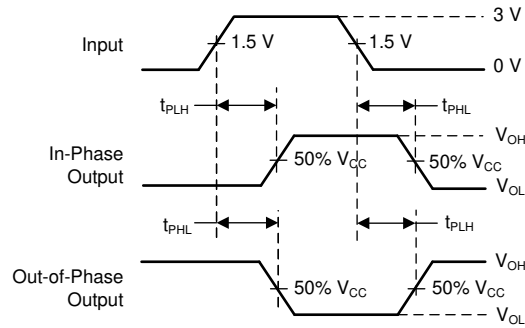 3 V
Input
1.5 V
1.5 V
0 V
tPLH
tPHL
VOH
In-Phase
Output
50% VCC
50% VCC
VOL
tPHL
tPLH
VOH
Out-of-Phase
Output
50% VCC
50% VCC
VOL